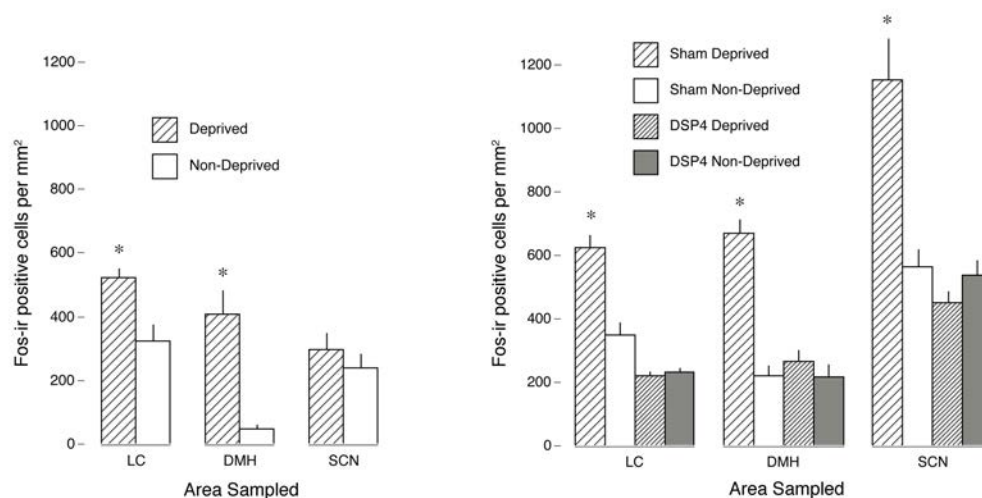 1200
1000
800
600
400
200
0
Fos-ir positive cells per mm²
Deprived
Non-Deprived
*
*
LC DMH SCN
Area Sampled
1200
1000
800
600
400
200
0
Fos-ir positive cells per mm²
Sham Deprived
Sham Non-Deprived
DSP4 Deprived
DSP4 Non-Deprived
*
*
*
LC DMH SCN
Area Sampled